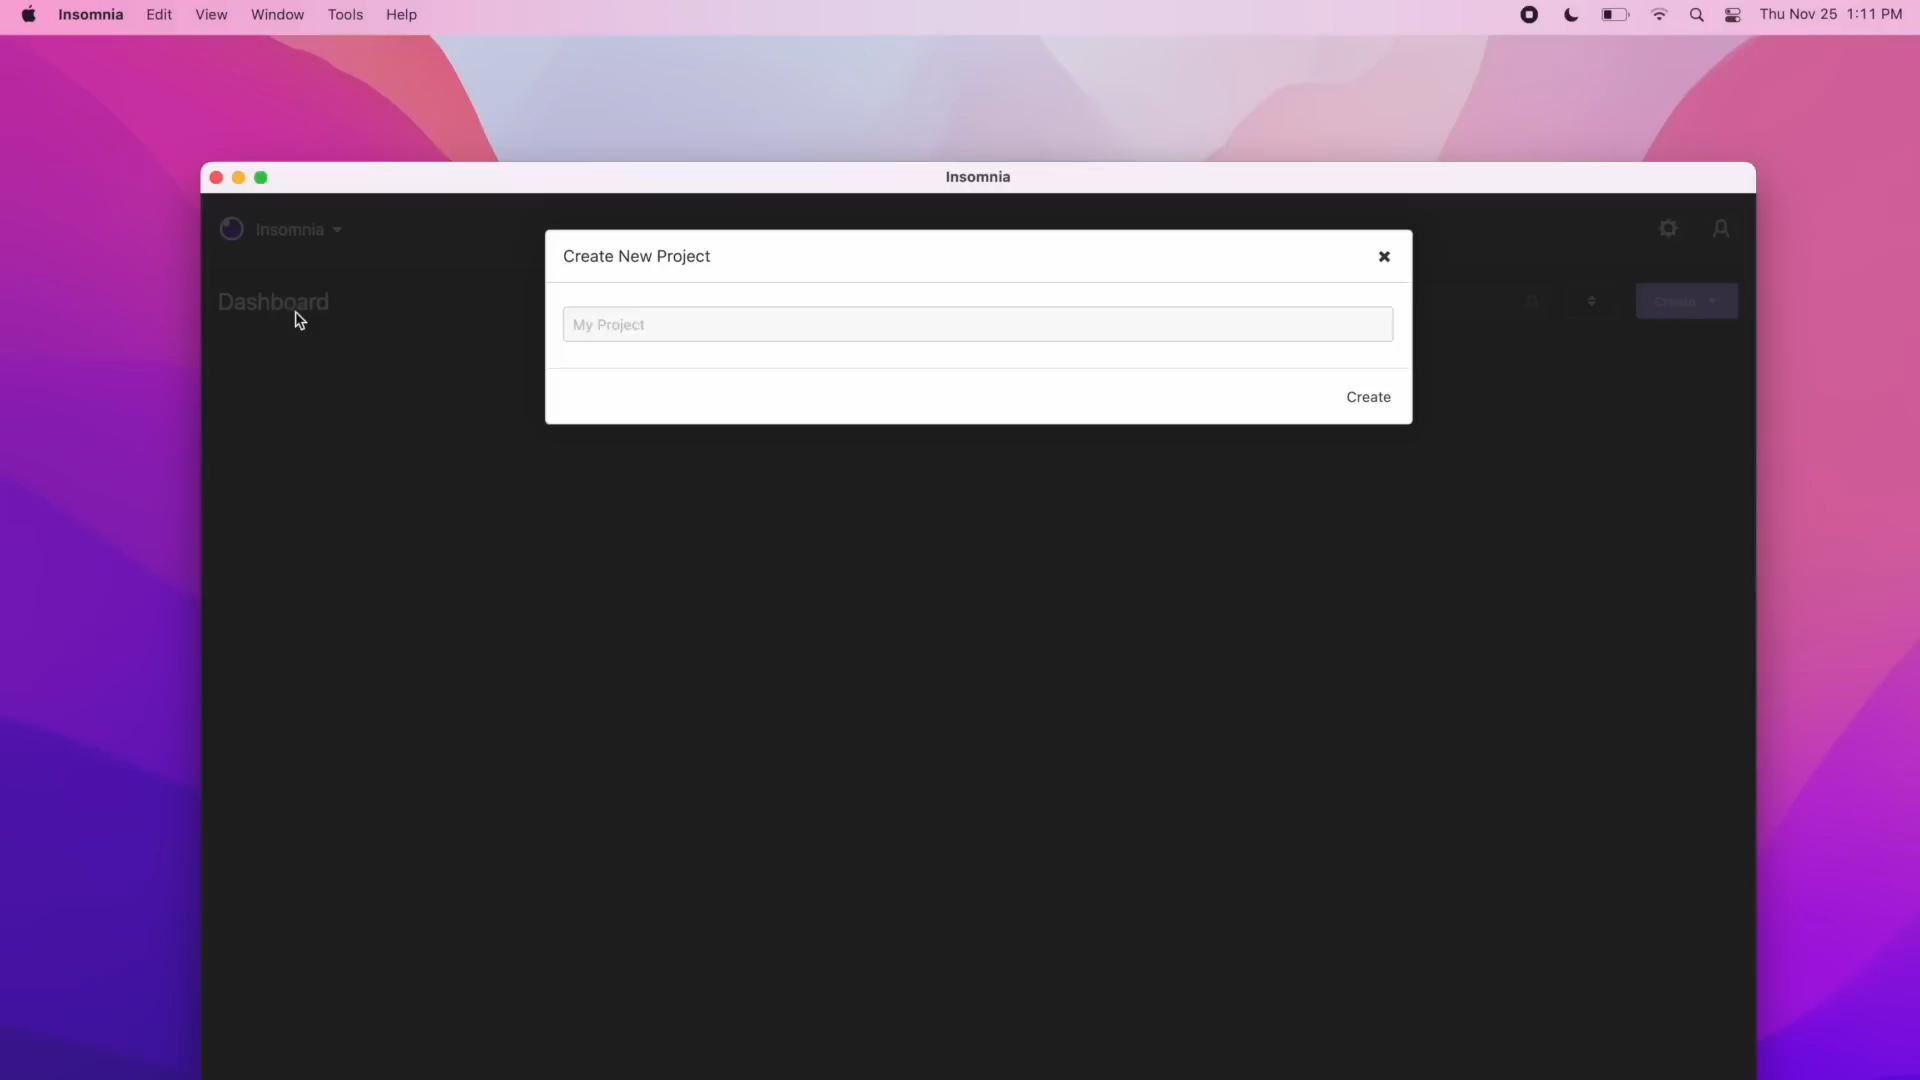 Insomnia Edit View Window Tools Help Thu Nov 25 1:11 PM
Insomnia
Insomnia
Create New Project
Dashboard
My Project
Create
Create